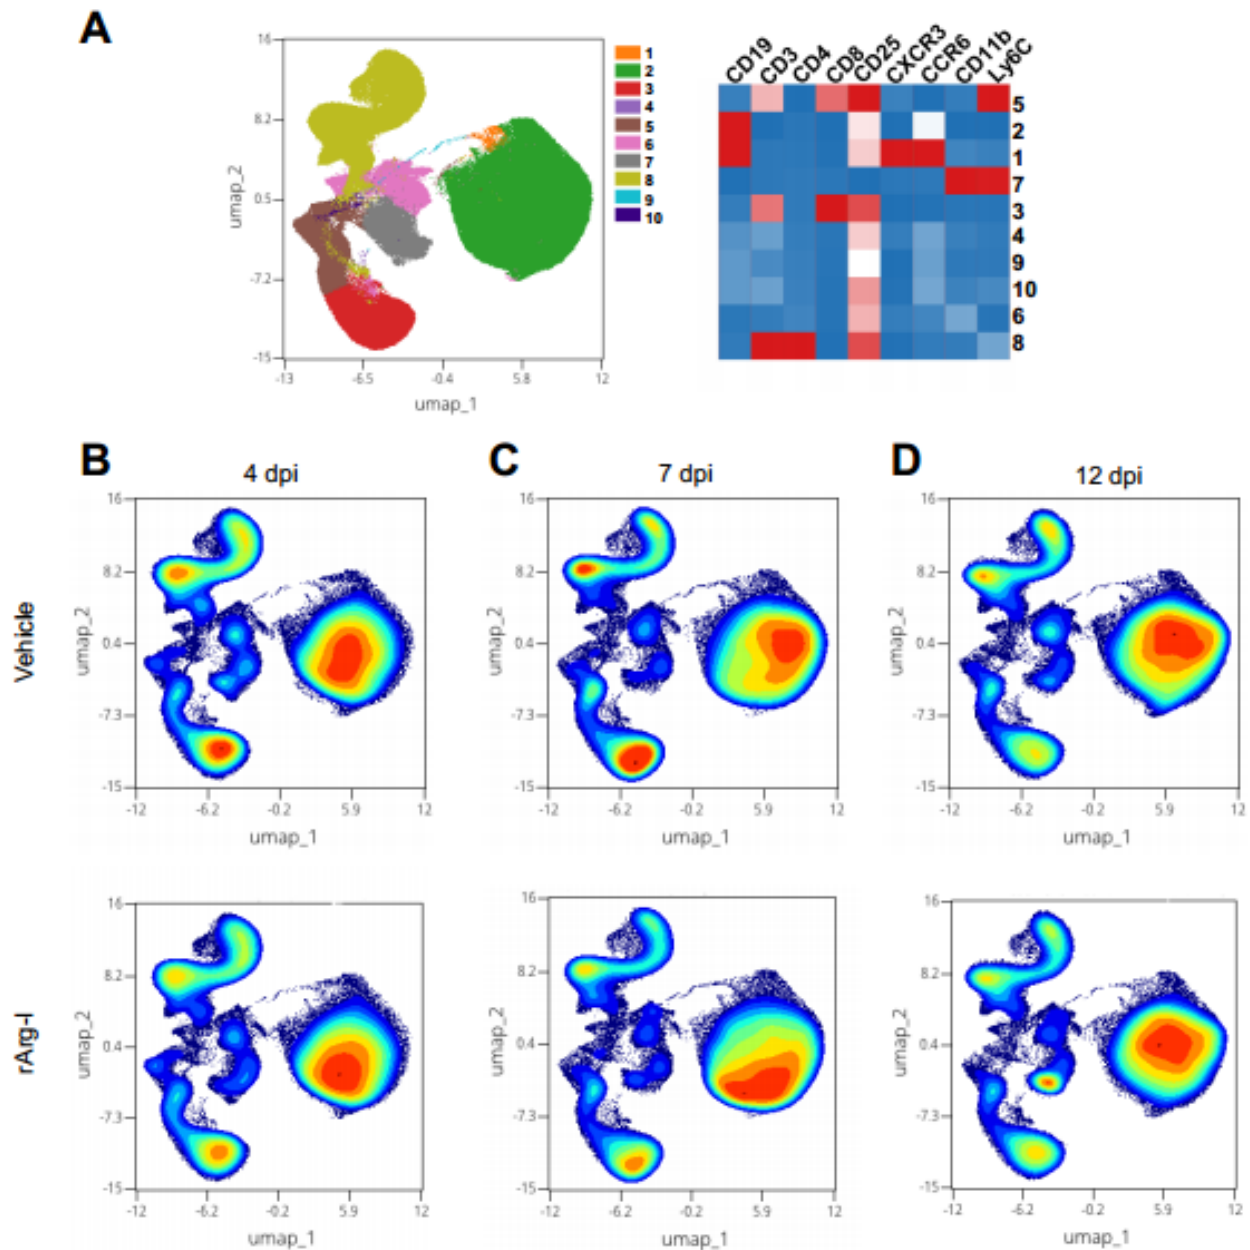 A
16
8.2
0.5
-7.2
-15
-13
-6.5
-0.4
5.8
12
umap_1
umap_2
1
2
3
4
5
6
7
8
9
10
CD19
CD3
CD4
CD8
CD25
CXCR3
CCR6
CD11b
Ly6C
5
2
1
7
3
4
9
10
6
8
B
4 dpi
C
7 dpi
D
12 dpi
Vehicle
16
8.2
0.4
-7.3
-15
-12
-6.2
-0.2
5.9
12
umap_1
umap_2
16
8.2
0.4
-7.3
-15
-12
-6.2
-0.2
5.9
12
umap_1
umap_2
16
8.2
0.4
-7.3
-15
-12
-6.2
-0.2
5.9
12
umap_1
umap_2
rArg-I
16
8.2
0.4
-7.3
-15
-12
-6.2
-0.2
5.9
12
umap_1
umap_2
16
8.2
0.4
-7.3
-15
-12
-6.2
-0.2
5.9
12
umap_1
umap_2
16
8.2
0.4
-7.3
-15
-12
-6.2
-0.2
5.9
12
umap_1
umap_2